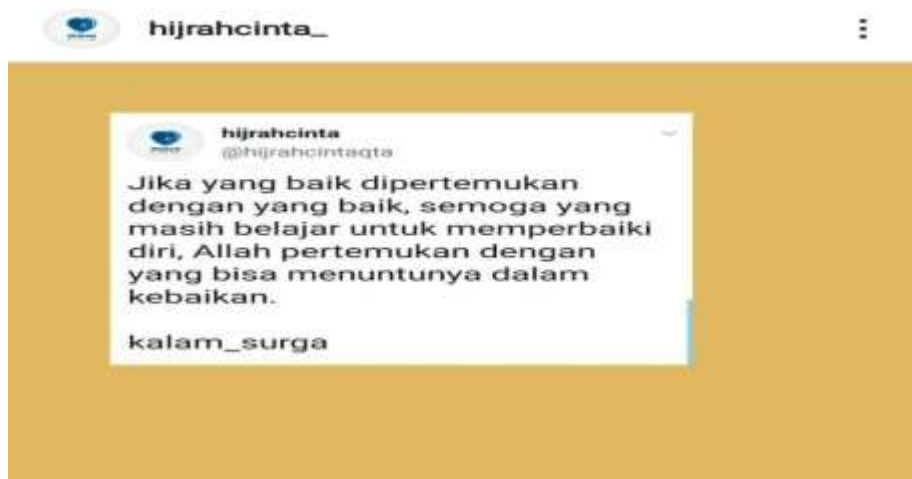 hijrahcinta_
hijrahcinta
@hijrahcintaqta
Jika yang baik dipertemukan
dengan yang baik, semoga yang
masih belajar untuk memperbaiki
diri, Allah pertemukan dengan
yang bisa menuntunya dalam
kebaikan.
kalam_surga